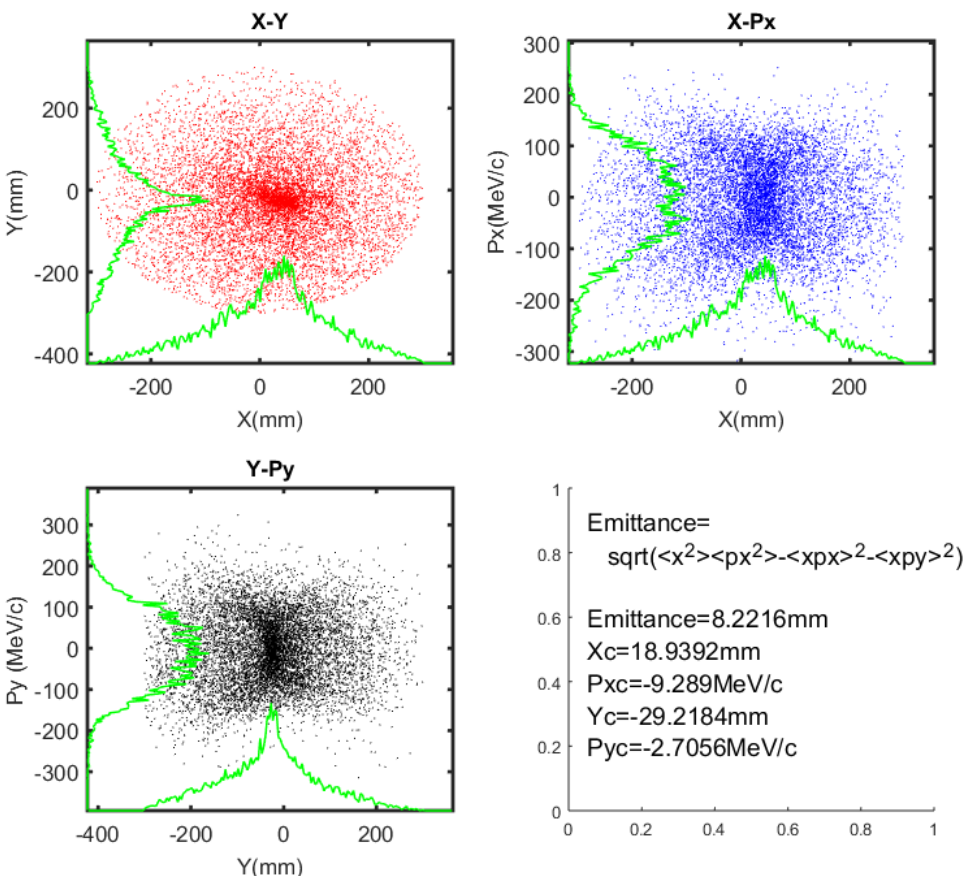 X-Y
200
0
-200
-400
Y(mm)
-200
0
200
X(mm)
X-Px
300
200
100
0
-100
-200
-300
Px(MeV/c)
-200
0
200
X(mm)
Y-Py
300
200
100
0
-100
-200
-300
Py (MeV/c)
-400
-200
0
200
Y(mm)
1
0.8
0.6
0.4
0.2
0
0
0.2
0.4
0.6
0.8
1
Emittance=
sqrt(<x²><px²>-<xpx>²-<xpy>²)
Emittance=8.2216mm
Xc=18.9392mm
Pxc=-9.289MeV/c
Yc=-29.2184mm
Pyc=-2.7056MeV/c